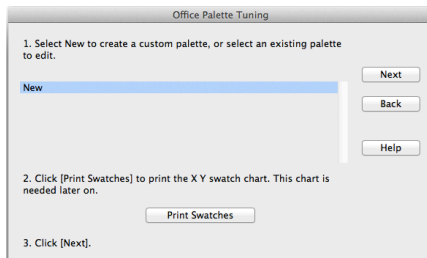 Office Palette Tuning
1. Select New to create a custom palette, or select an existing palette
to edit.
Next
New
Back
Help
2. Click [Print Swatches] to print the X Y swatch chart. This chart is
needed later on.
Print Swatches
3. Click [Next].